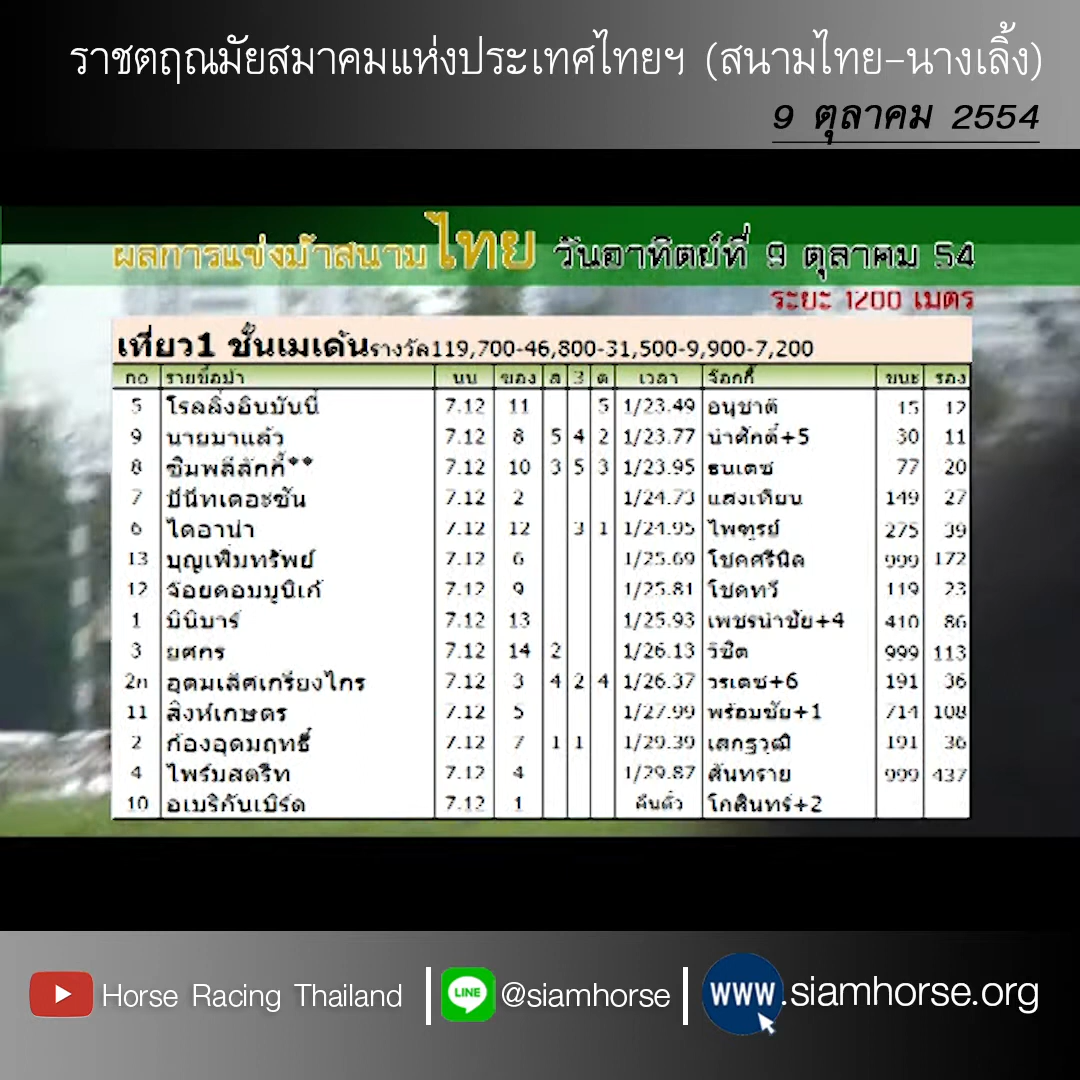 ราชตฤณมัยสมาคมแห่งประเทศไทยฯ (สนามไทย-นางเลิ้ง)
9 ตุลาคม 2554
ผลการแข่งม้าสนามไทย วันอาทิตย์ที่ 9 ตุลาคม 54
ระยะ 1200 เมตร
เที่ยว1 ชั้นเมเด้นรางวัล119,700-46,800-31,500-9,900-7,200
no รายชื่อม้า นน ซอง ส 3 ต เวลา จ๊อกกี้ ชนะ รอง
5 โรลลิ่งอินบันนี่ 7.12 11 5 1/23.49 อนุชาติ 15 12
9 นายมาแล้ว 7.12 8 5 4 2 1/23.77 นำศักดิ์+5 30 11
8 ซิมพลีลักกี้** 7.12 10 3 5 3 1/23.95 ธนเดช 77 20
7 บีนีทเดอะซัน 7.12 2 1/24.73 แสงเทียน 149 27
6 ไดอาน่า 7.12 12 3 1 1/24.95 ไพฑูรย์ 275 39
13 บุญเพิ่มทรัพย์ 7.12 6 1/25.69 โชคศรีนิล 999 172
12 จ้อยคอมมูนิเก้ 7.12 9 1/25.81 โชคทวี 119 23
1 มินิบาร์ 7.12 13 1/25.93 เพชรนำชัย+4 410 86
3 ยศกร 7.12 14 2 1/26.13 วิชิต 999 113
2ก อุดมเลิศเกรียงไกร 7.12 3 4 2 4 1/26.37 วรเดช+6 191 36
11 สิงห์เกษตร 7.12 5 1/27.99 พร้อมชัย+1 714 108
2 ก้องอุดมฤทธิ์ 7.12 7 1 1 1/29.39 เสกฐวุฒิ 191 36
4 ไพร์มสตรีท 7.12 4 1/29.87 คันทราย 999 437
10 อเมริกันเบิร์ด 7.12 1 คืนตั๋ว โกสินทร์+2
Horse Racing Thailand
LINE @siamhorse
www.siamhorse.org